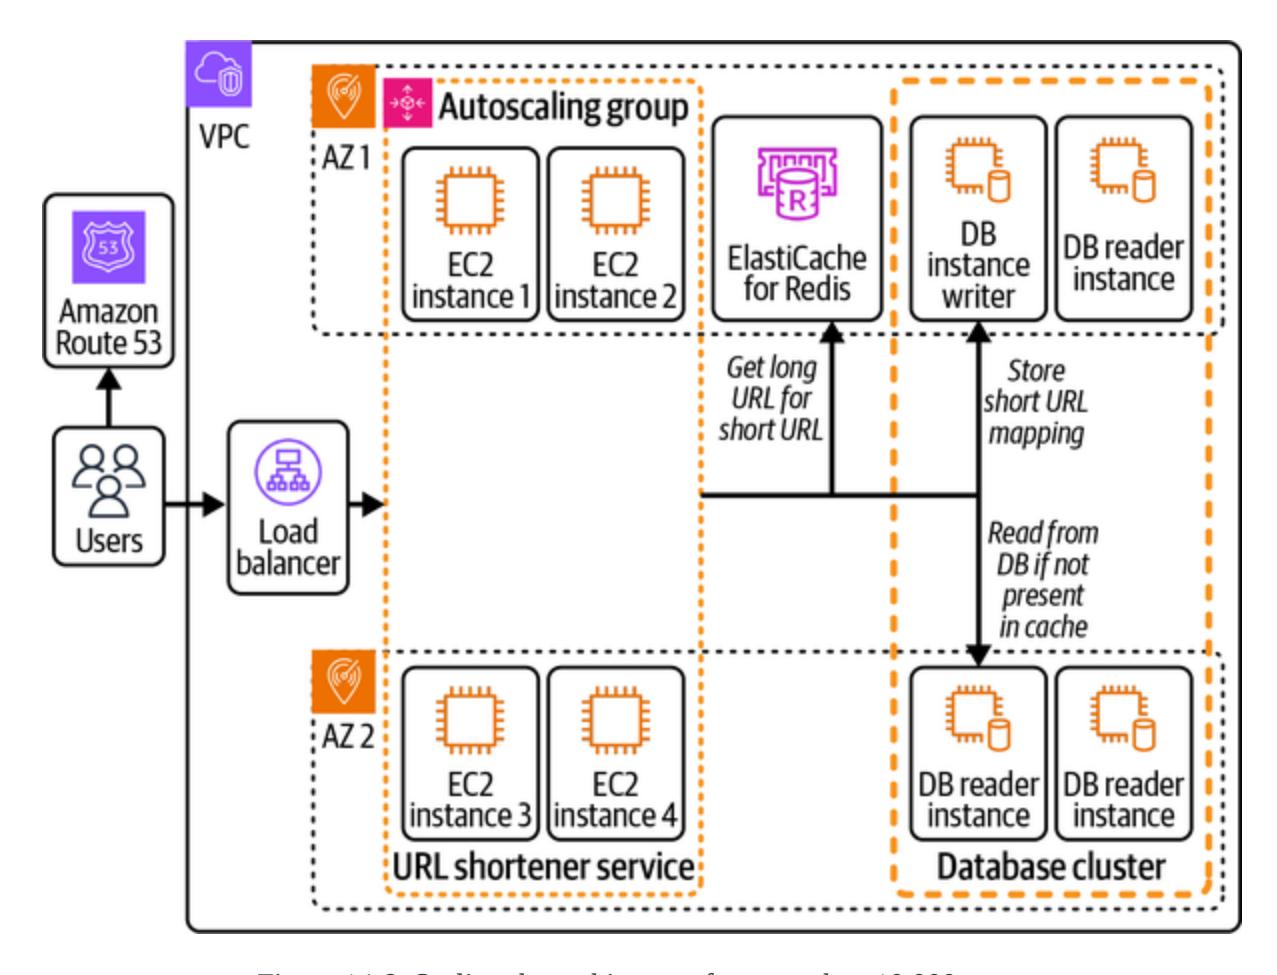 VPC
AZ 1
Autoscaling group
EC2
instance 1
EC2
instance 2
R
ElastiCache
for Redis
DB
instance
writer
DB reader
instance
53
Amazon
Route 53
Users
Load
balancer
Get long
URL for
short URL
Store
short URL
mapping
Read from
DB if not
present
in cache
AZ 2
EC2
instance 3
EC2
instance 4
URL shortener service
DB reader
instance
DB reader
instance
Database cluster